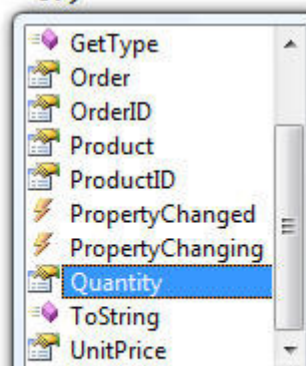 GetType
Order
OrderID
Product
ProductID
PropertyChanged
PropertyChanging
Quantity
ToString
UnitPrice